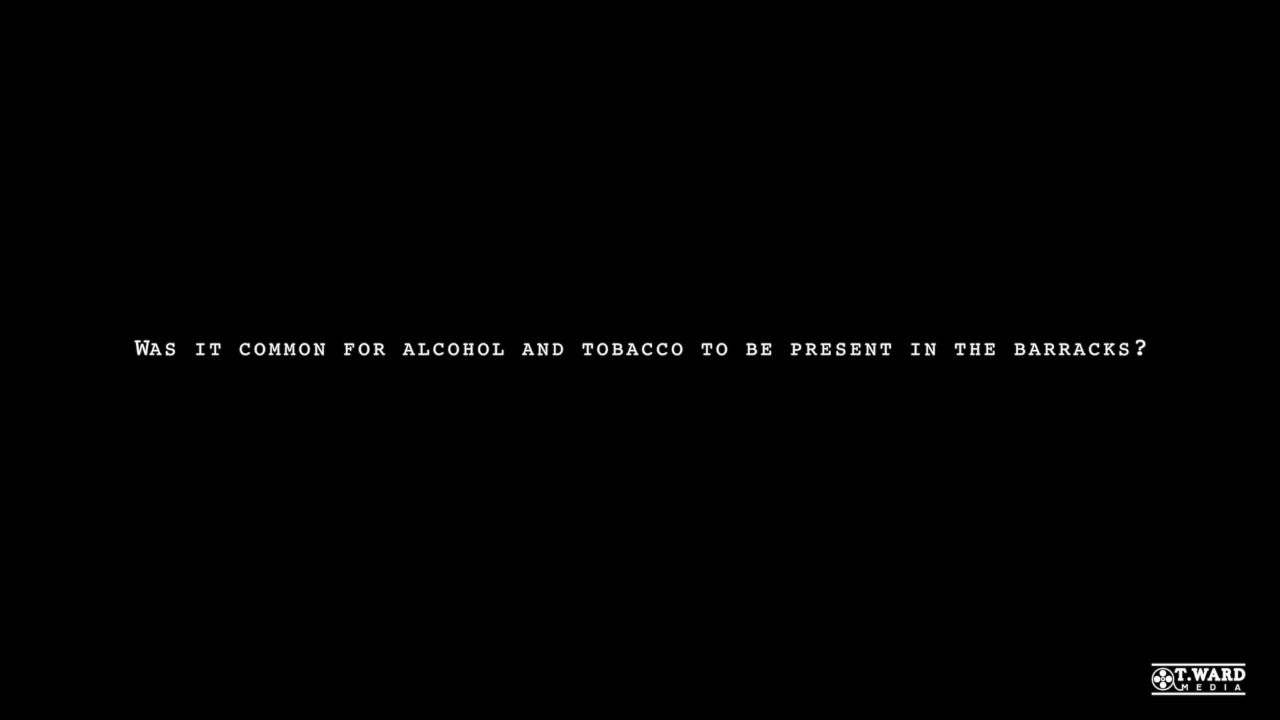 Was it common for alcohol and tobacco to be present in the barracks?
T.WARD
MEDIA